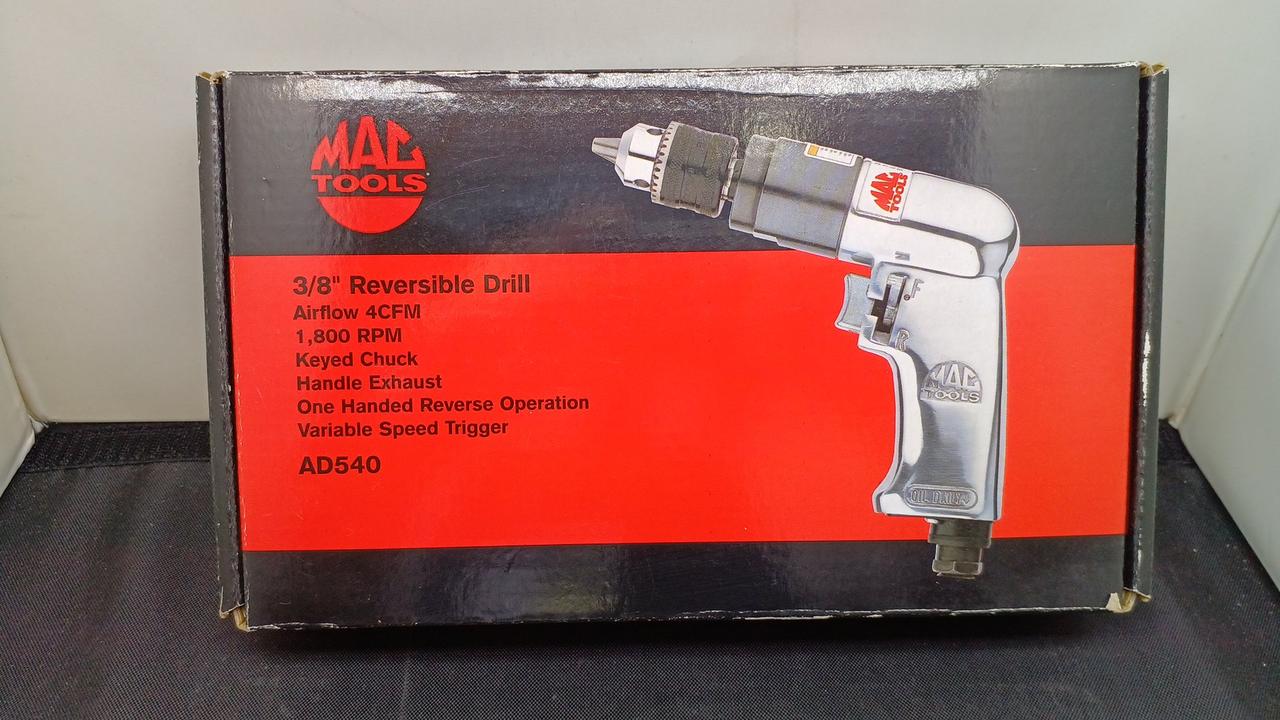 MAC
TOOLS
3/8" Reversible Drill
Airflow 4CFM
1,800 RPM
Keyed Chuck
Handle Exhaust
One Handed Reverse Operation
Variable Speed Trigger
AD540
MAC
TOOLS
F
R
MAC
TOOLS
OIL DAILY